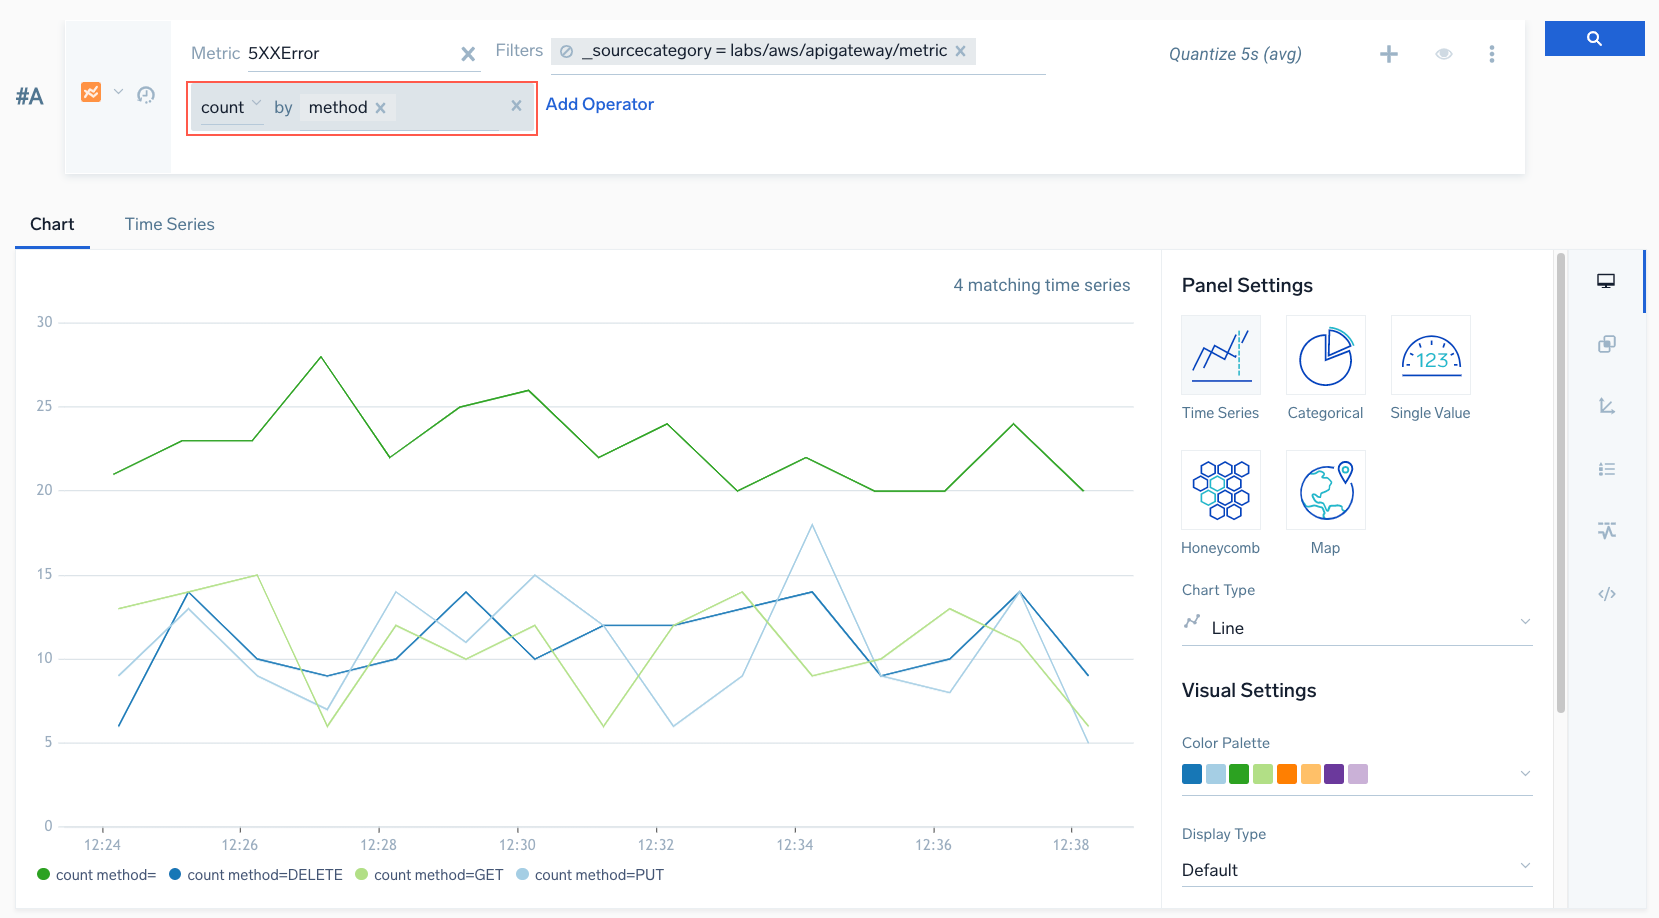 #A
Metric 5XXError Filters _sourcecategory = labs/aws/apigateway/metric Quantize 5s (avg)
count by method Add Operator
Chart Time Series
4 matching time series
30
25
20
15
10
5
0
12:24 12:26 12:28 12:30 12:32 12:34 12:36 12:38
count method= count method=DELETE count method=GET count method=PUT
Panel Settings
123
Time Series Categorical Single Value
Honeycomb Map
Chart Type
Line
Visual Settings
Color Palette
Display Type
Default